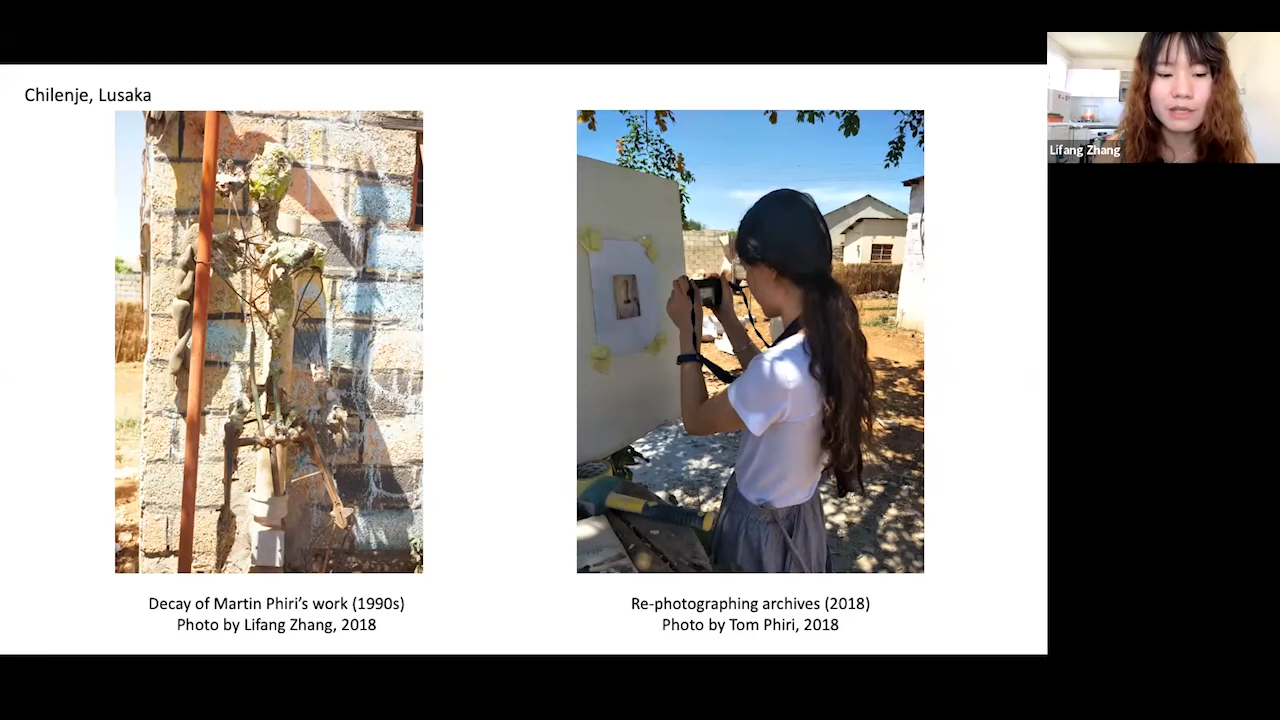 Chilenje, Lusaka
Decay of Martin Phiri's work (1990s)
Photo by Lifang Zhang, 2018
Re-photographing archives (2018)
Photo by Tom Phiri, 2018
Lifang Zhang